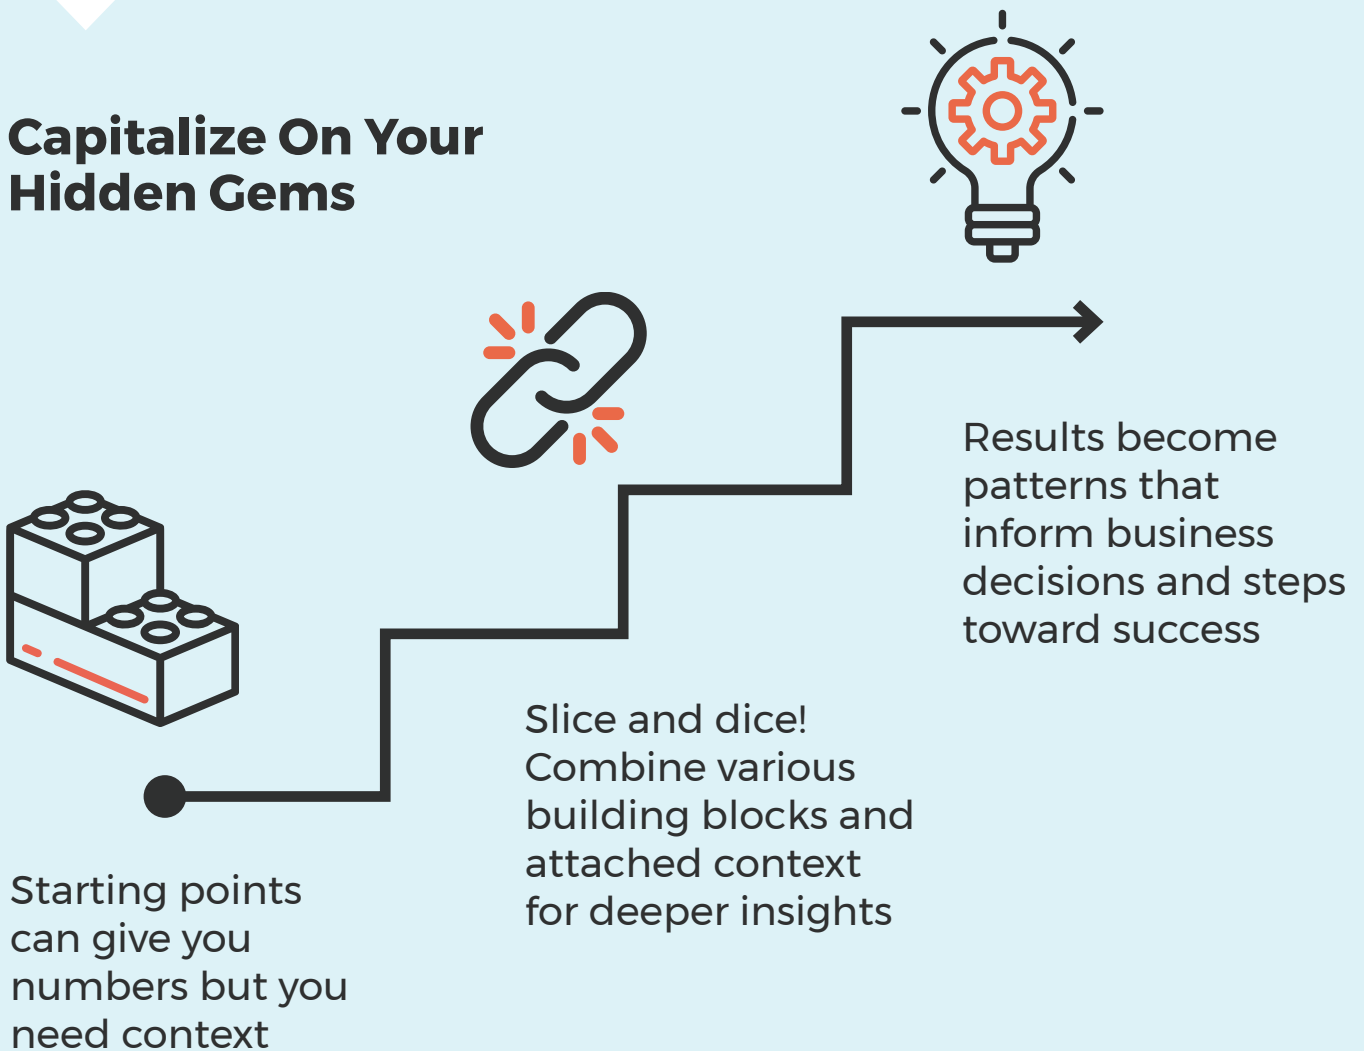 Capitalize On Your
Hidden Gems
Starting points
can give you
numbers but you
need context
Slice and dice!
Combine various
building blocks and
attached context
for deeper insights
Results become
patterns that
inform business
decisions and steps
toward success